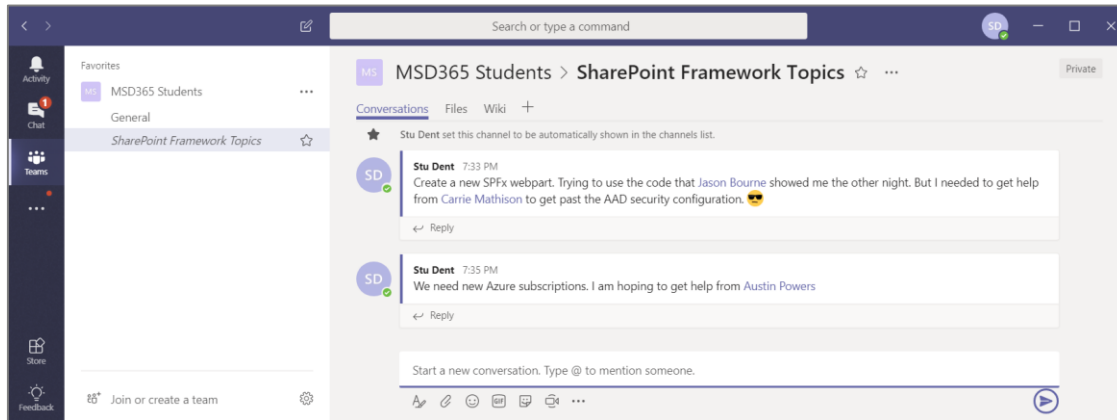 Search or type a command
SD
Activity
1
Chat
Teams
Store
Feedback
Favorites
MS MSD365 Students
General
SharePoint Framework Topics
Join or create a team
MS MSD365 Students > SharePoint Framework Topics
Private
Conversations Files Wiki
Stu Dent set this channel to be automatically shown in the channels list.
SD
Stu Dent 7:33 PM
Create a new SPFx webpart. Trying to use the code that Jason Bourne showed me the other night. But I needed to get help
from Carrie Mathison to get past the AAD security configuration.
Reply
SD
Stu Dent 7:35 PM
We need new Azure subscriptions. I am hoping to get help from Austin Powers
Reply
Start a new conversation. Type @ to mention someone.
GIF